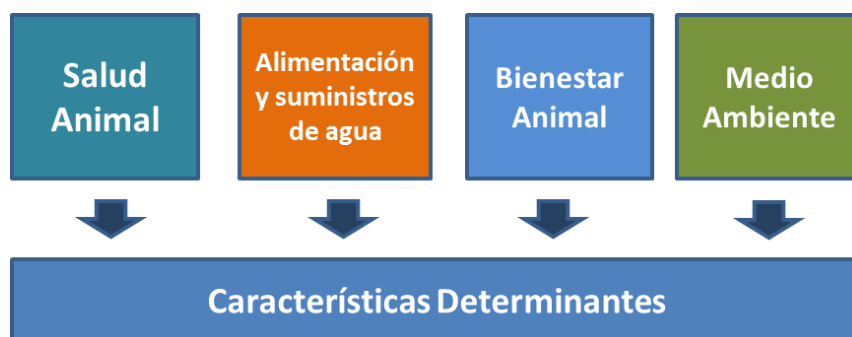 Salud
Animal
Alimentación
y suministros
de agua
Bienestar
Animal
Medio
Ambiente
Características Determinantes